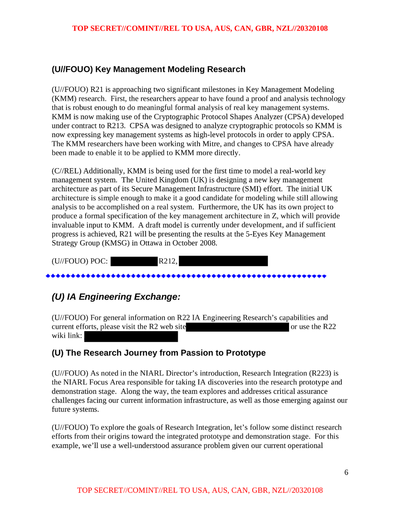 TOP SECRET//COMINT//REL TO USA, AUS, CAN, GBR, NZL//20320108
(U//FOUO) Key Management Modeling Research
(U//FOUO) R21 is approaching two significant milestones in Key Management Modeling
(KMM) research. First, the researchers appear to have found a proof and analysis technology
that is robust enough to do meaningful formal analysis of real key management systems.
KMM is now making use of the Cryptographic Protocol Shapes Analyzer (CPSA) developed
under contract to R213. CPSA was designed to analyze cryptographic protocols so KMM is
now expressing key management systems as high-level protocols in order to apply CPSA.
The KMM researchers have been working with Mitre, and changes to CPSA have already
been made to enable it to be applied to KMM more directly.
(C//REL) Additionally, KMM is being used for the first time to model a real-world key
management system. The United Kingdom (UK) is designing a new key management
architecture as part of its Secure Management Infrastructure (SMI) effort. The initial UK
architecture is simple enough to make it a good candidate for modeling while still allowing
analysis to be accomplished on a real system. Furthermore, the UK has its own project to
produce a formal specification of the key management architecture in Z, which will provide
invaluable input to KMM. A draft model is currently under development, and if sufficient
progress is achieved, R21 will be presenting the results at the 5-Eyes Key Management
Strategy Group (KMSG) in Ottawa in October 2008.
(U//FOUO) POC: R212,
(U) IA Engineering Exchange:
(U//FOUO) For general information on R22 IA Engineering Research's capabilities and
current efforts, please visit the R2 web site or use the R22
wiki link:
(U) The Research Journey from Passion to Prototype
(U//FOUO) As noted in the NIARL Director's introduction, Research Integration (R223) is
the NIARL Focus Area responsible for taking IA discoveries into the research prototype and
demonstration stage. Along the way, the team explores and addresses critical assurance
challenges facing our current information infrastructure, as well as those emerging against our
future systems.
(U//FOUO) To explore the goals of Research Integration, let's follow some distinct research
efforts from their origins toward the integrated prototype and demonstration stage. For this
example, we'll use a well-understood assurance problem given our current operational
6
TOP SECRET//COMINT//REL TO USA, AUS, CAN, GBR, NZL//20320108